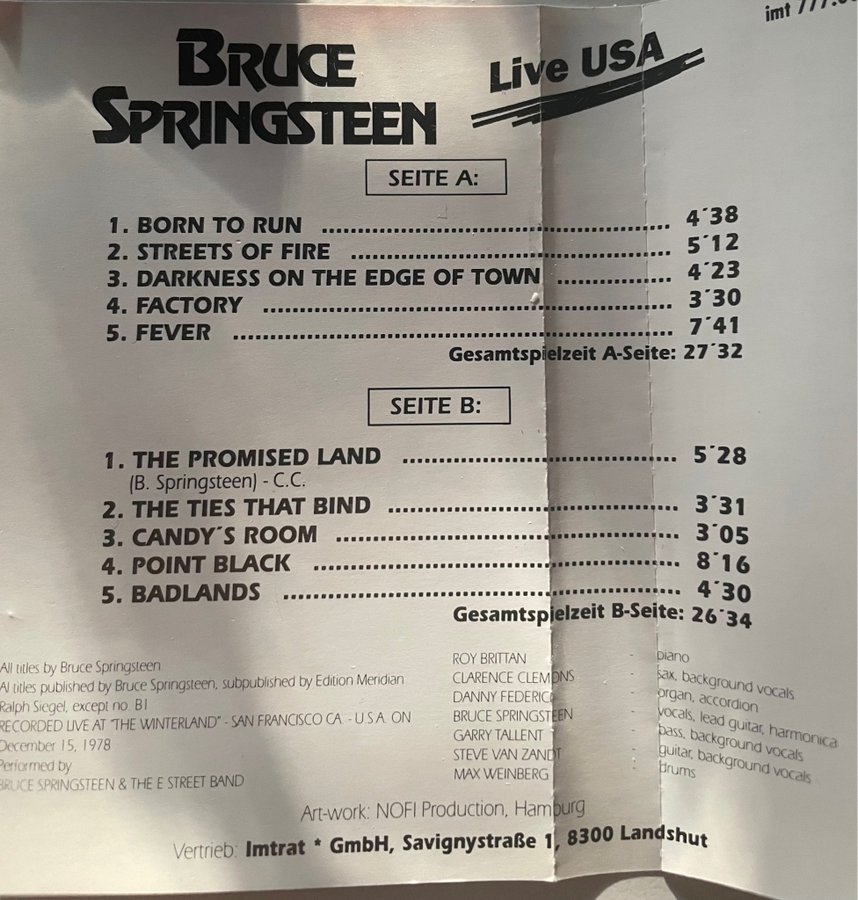 imt 777.
BRUCE
SPRINGSTEEN
Live USA
SEITE A:
1. BORN TO RUN ........................................ 4´38
2. STREETS OF FIRE ..................................... 5´12
3. DARKNESS ON THE EDGE OF TOWN ............ 4´23
4. FACTORY ............................................... 3´30
5. FEVER .................................................. 7´41
Gesamtspielzeit A-Seite: 27´32
SEITE B:
1. THE PROMISED LAND ............................... 5´28
(B. Springsteen) - C.C.
2. THE TIES THAT BIND ................................. 3´31
3. CANDY´S ROOM ....................................... 3´05
4. POINT BLACK .......................................... 8´16
5. BADLANDS .............................................. 4´30
Gesamtspielzeit B-Seite: 26´34
All titles by Bruce Springsteen
Al titles published by Bruce Springsteen, subpublished by Edition Meridian
Ralph Siegel, except no. B1
RECORDED LIVE AT "THE WINTERLAND" - SAN FRANCISCO CA. - U.S.A. ON
December 15, 1978
Performed by
BRUCE SPRINGSTEEN & THE E STREET BAND
ROY BRITTAN - piano
CLARENCE CLEMONS - sax, background vocals
DANNY FEDERIC - organ, accordion
BRUCE SPRINGSTEEN - vocals, lead guitar, harmonica
GARRY TALLENT - bass, background vocals
STEVE VAN ZANDT - guitar, background vocals
MAX WEINBERG - drums
Art-work: NOFI Production, Hamburg
Vertrieb: Imtrat * GmbH, Savignystraße 1, 8300 Landshut